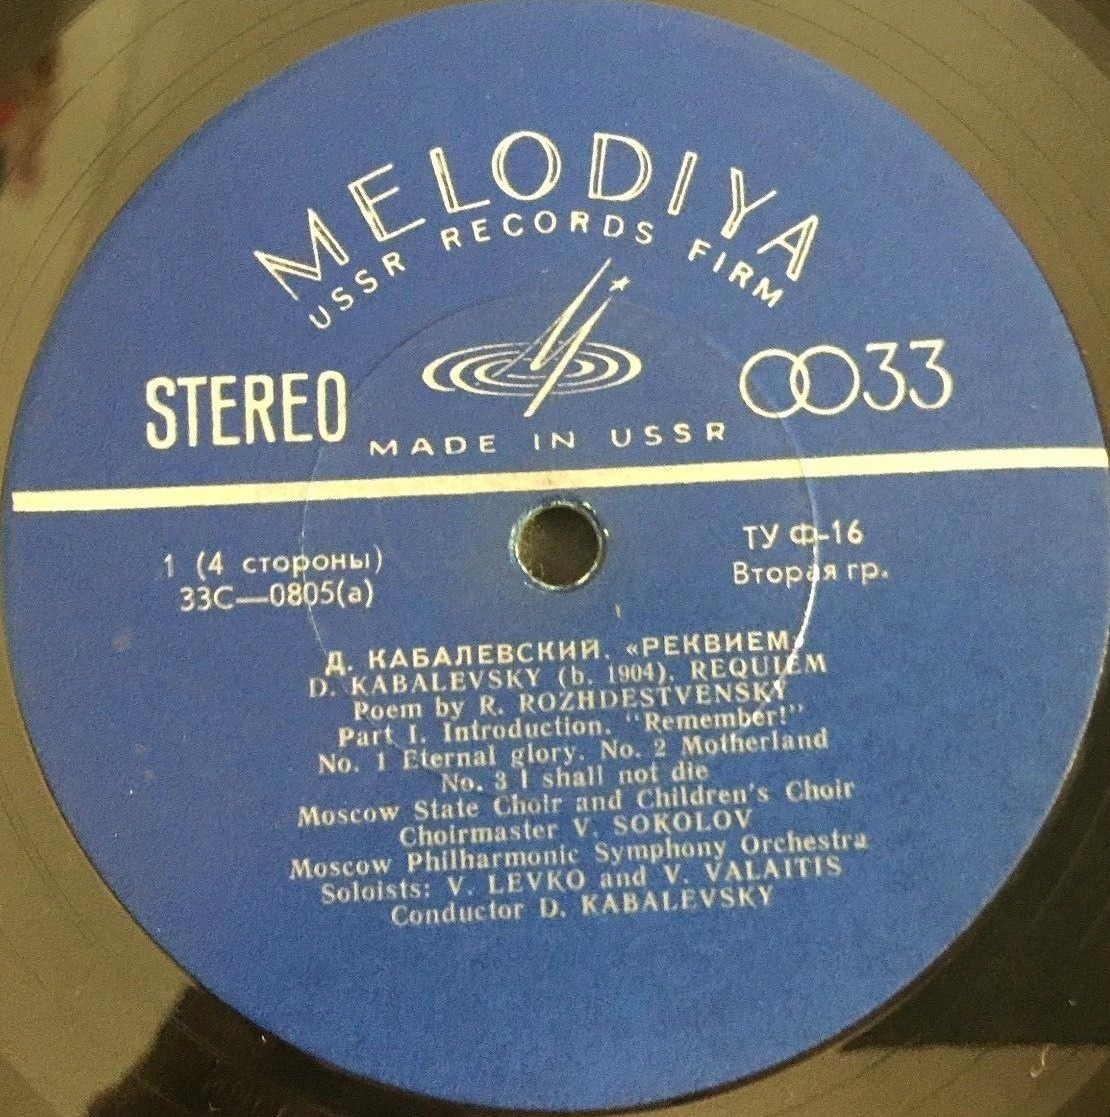 MELODIYA
USSR RECORDS FIRM
STEREO
33
MADE IN USSR
1 (4 стороны)
33С—0805(а)
ТУ Ф-16
Вторая гр.
Д. КАБАЛЕВСКИЙ. «РЕКВИЕМ»
D. KABALEVSKY (b. 1904). REQUIEM
Poem by R. ROZHDESTVENSKY
Part I. Introduction. "Remember!"
No. 1 Eternal glory. No. 2 Motherland
No. 3 I shall not die
Moscow State Choir and Children's Choir
Choirmaster V. SOKOLOV
Moscow Philharmonic Symphony Orchestra
Soloists: V. LEVKO and V. VALAITIS
Conductor D. KABALEVSKY